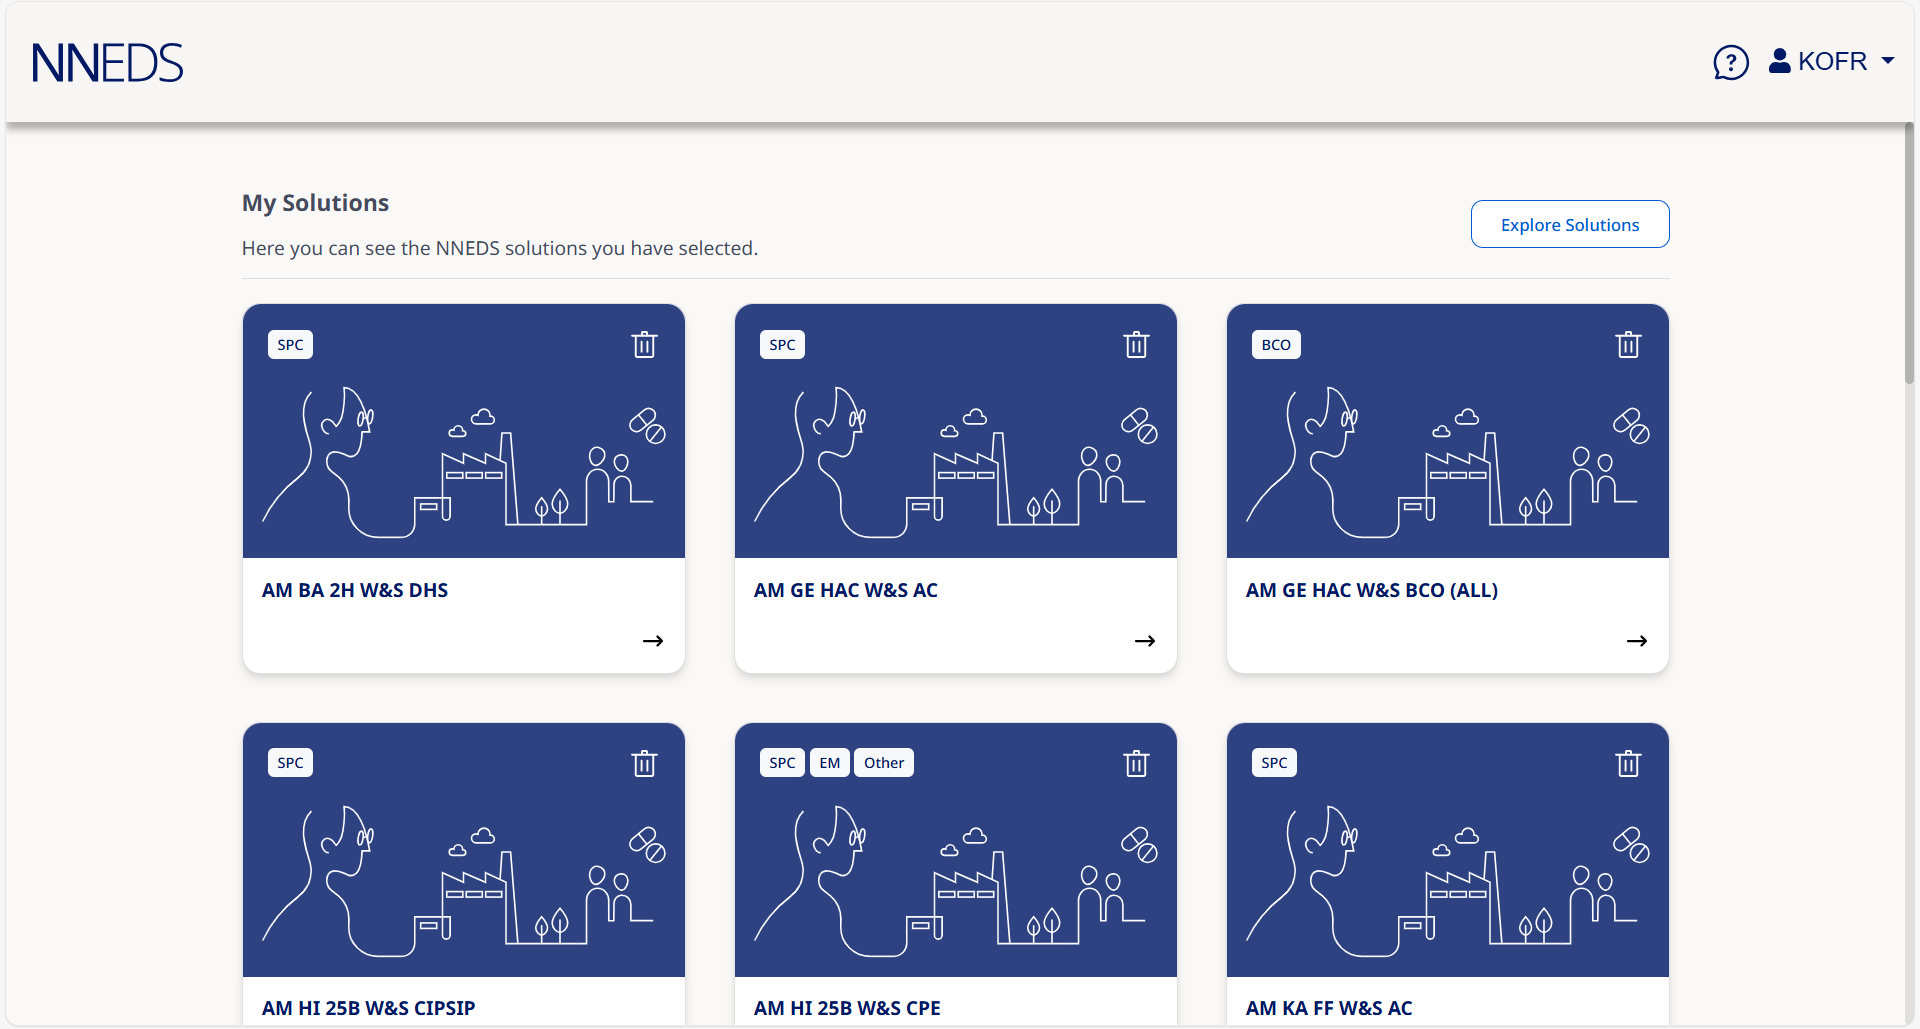 NNEDS
KOFR
My Solutions
Here you can see the NNEDS solutions you have selected.
Explore Solutions
SPC
SPC
BCO
AM BA 2H W&S DHS
AM GE HAC W&S AC
AM GE HAC W&S BCO (ALL)
SPC
SPC EM Other
SPC
AM HI 25B W&S CIPSIP
AM HI 25B W&S CPE
AM KA FF W&S AC